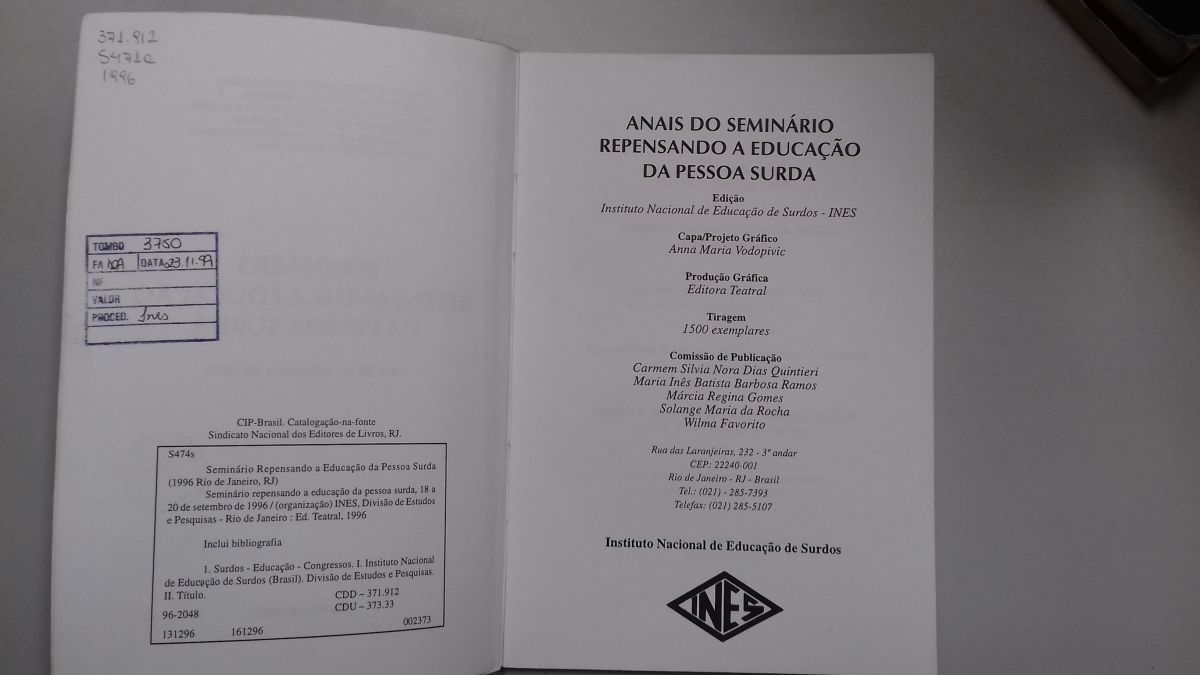 371.912
S471a
1996
TOMBO 3750
DATA 23.11.99
NF
VALOR
PROCED. Ines
CIP-Brasil. Catalogação-na-fonte
Sindicato Nacional dos Editores de Livros, RJ.
S474s
Seminário Repensando a Educação da Pessoa Surda
(1996 Rio de Janeiro, RJ)
Seminário repensando a educação da pessoa surda, 18 a
20 de setembro de 1996 / (organização) INES, Divisão de Estudos
e Pesquisas - Rio de Janeiro : Ed. Teatral, 1996
Inclui bibliografia
1. Surdos - Educação - Congressos. I. Instituto Nacional
de Educação de Surdos (Brasil). Divisão de Estudos e Pesquisas.
II. Título.
CDD – 371.912
96-2048 CDU – 373.33
131296 161296 002373
ANAIS DO SEMINÁRIO
REPENSANDO A EDUCAÇÃO
DA PESSOA SURDA
Edição
Instituto Nacional de Educação de Surdos - INES
Capa/Projeto Gráfico
Anna Maria Vodopivic
Produção Gráfica
Editora Teatral
Tiragem
1500 exemplares
Comissão de Publicação
Carmem Silvia Nora Dias Quintieri
Maria Inês Batista Barbosa Ramos
Márcia Regina Gomes
Solange Maria da Rocha
Wilma Favorito
Rua das Laranjeiras, 232 - 3º andar
CEP: 22240-001
Rio de Janeiro - RJ - Brasil
Tel.: (021) - 285-7393
Telefax: (021) 285-5107
Instituto Nacional de Educação de Surdos
INES